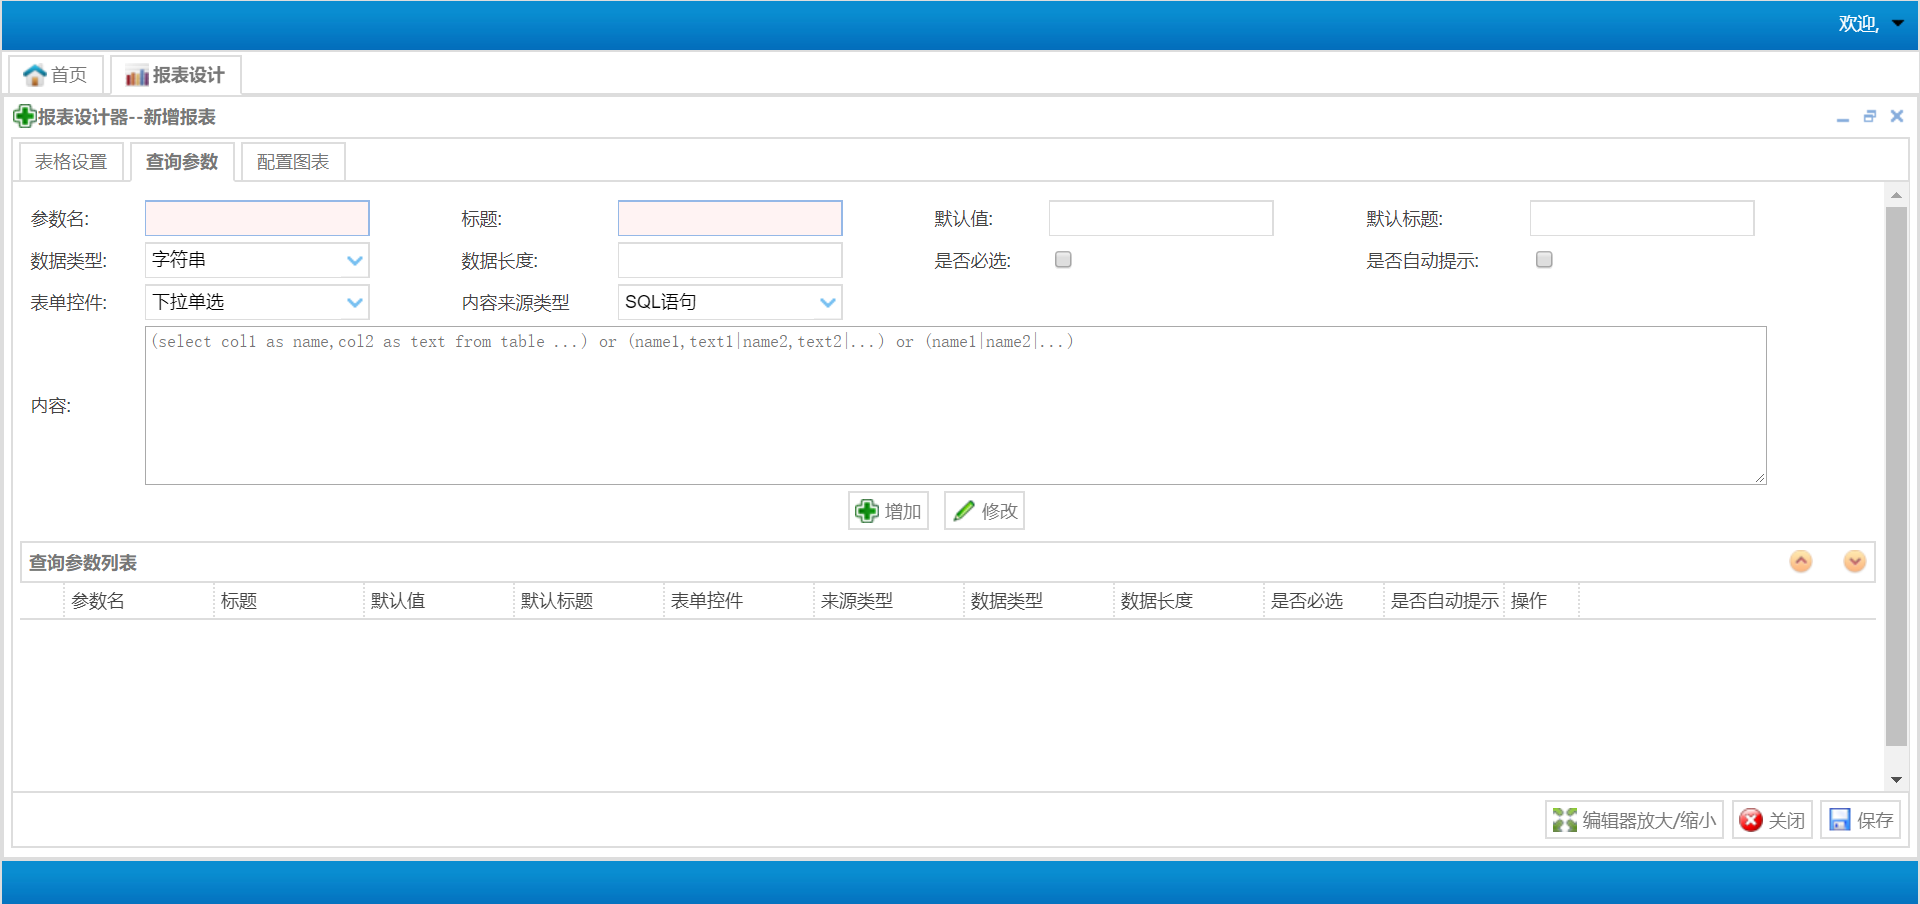 欢迎,
首页 报表设计
报表设计器--新增报表
表格设置 查询参数 配置图表
参数名: 标题: 默认值: 默认标题:
数据类型: 字符串 数据长度: 是否必选: 是否自动提示:
表单控件: 下拉单选 内容来源类型 SQL语句
(select col1 as name,col2 as text from table ...) or (name1,text1|name2,text2|...) or (name1|name2|...)
内容:
增加 修改
查询参数列表
参数名 标题 默认值 默认标题 表单控件 来源类型 数据类型 数据长度 是否必选 是否自动提示 操作
编辑器放大/缩小 关闭 保存